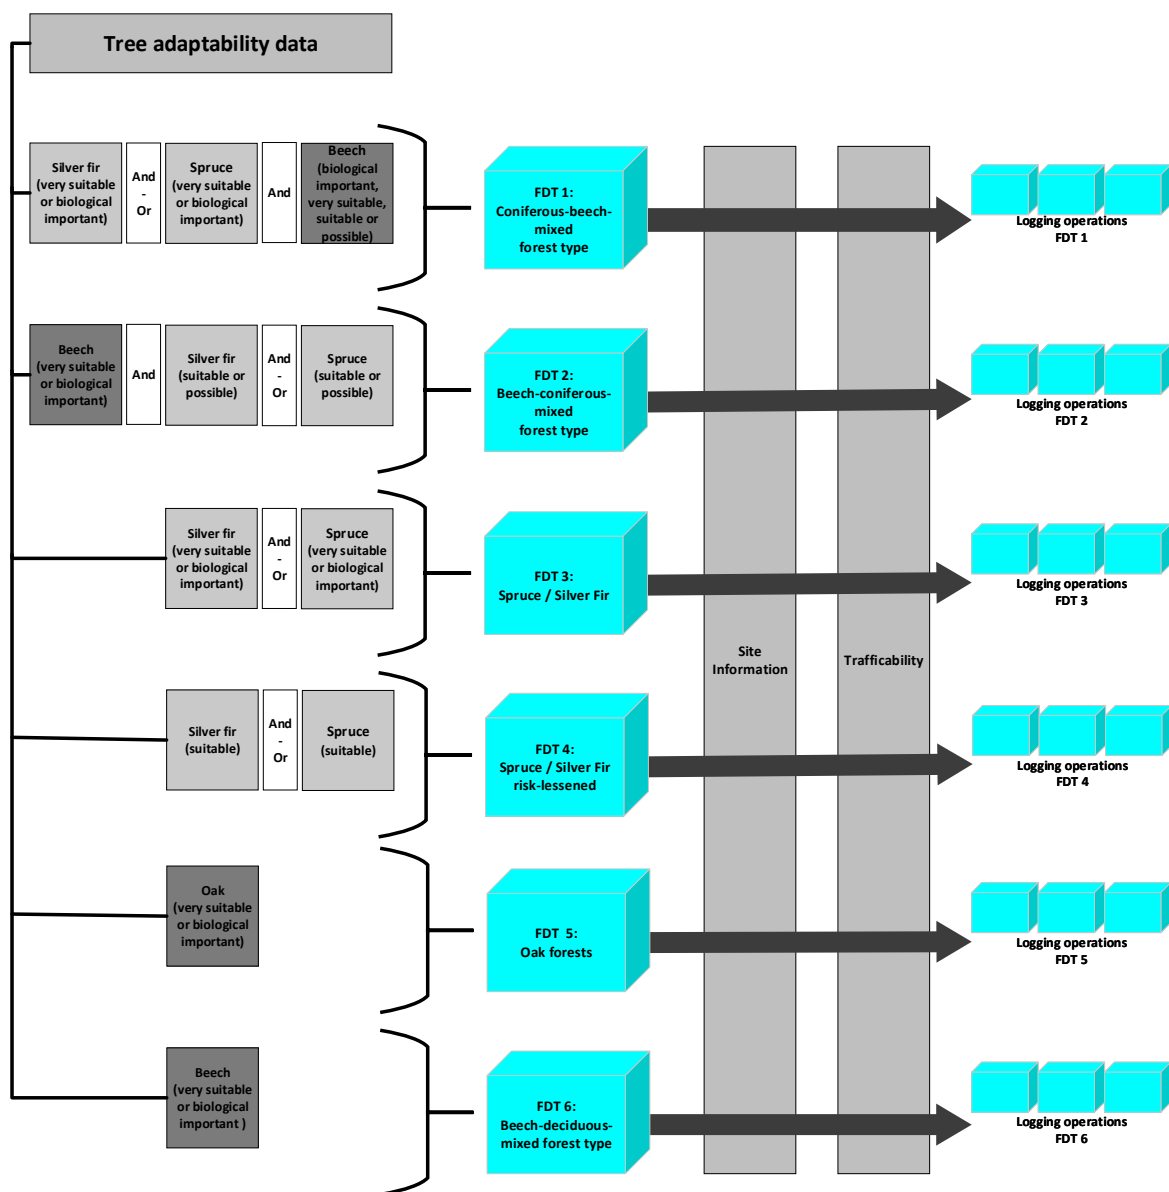 Tree adaptability data
Silver fir
(very suitable
or biological
important)
And
-
Or
Spruce
(very suitable
or biological
important)
And
Beech
(biological
important,
very suitable,
suitable or
possible)
FDT 1:
Coniferous-beech-
mixed
forest type
Logging operations
FDT 1
Beech
(very suitable
or biological
important)
And
Silver fir
(suitable or
possible)
And
-
Or
Spruce
(suitable or
possible)
FDT 2:
Beech-coniferous-
mixed
forest type
Logging operations
FDT 2
Silver fir
(very suitable
or biological
important)
And
-
Or
Spruce
(very suitable
or biological
important)
FDT 3:
Spruce / Silver Fir
Logging operations
FDT 3
Site
Information
Trafficability
Silver fir
(suitable)
And
-
Or
Spruce
(suitable)
FDT 4:
Spruce / Silver Fir
risk-lessened
Logging operations
FDT 4
Oak
(very suitable
or biological
important)
FDT  5:
Oak forests
Logging operations
FDT 5
Beech
(very suitable
or biological
important )
FDT 6:
Beech-deciduous-
mixed forest type
Logging operations
FDT 6